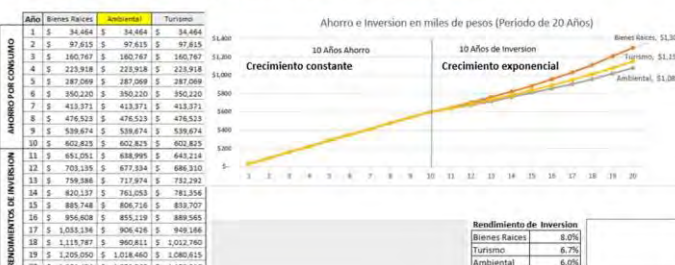 Año Bienes Raices Ambiental Turismo
AHORRO POR CONSUMO
1 $ 34,464 $ 34,464 $ 34,464
2 $ 97,615 $ 97,615 $ 97,615
3 $ 160,767 $ 160,767 $ 160,767
4 $ 223,918 $ 223,918 $ 223,918
5 $ 287,069 $ 287,069 $ 287,069
6 $ 350,220 $ 350,220 $ 350,220
7 $ 413,371 $ 413,371 $ 413,371
8 $ 476,523 $ 476,523 $ 476,523
9 $ 539,674 $ 539,674 $ 539,674
10 $ 602,825 $ 602,825 $ 602,825
RENDIMIENTOS DE INVERSION
11 $ 651,051 $ 638,995 $ 643,214
12 $ 703,135 $ 677,334 $ 686,310
13 $ 759,386 $ 717,974 $ 732,292
14 $ 820,137 $ 761,053 $ 781,356
15 $ 885,748 $ 806,716 $ 833,707
16 $ 956,608 $ 855,119 $ 889,565
17 $ 1,033,136 $ 906,426 $ 949,166
18 $ 1,115,787 $ 960,811 $ 1,012,760
19 $ 1,205,050 $ 1,018,460 $ 1,080,615
Ahorro e Inversion en miles de pesos (Periodo de 20 Años)
$1,400
$1,200
$1,000
$800
$600
$400
$200
$-
10 Años Ahorro
Crecimiento constante
10 Años de Inversion
Crecimiento exponencial
Bienes Raices, $1,30
Turismo, $1,15
Ambiental, $1,08
1 2 3 4 5 6 7 8 9 10 11 12 13 14 15 16 17 18 19 20
Rendimiento de Inversion
Bienes Raices 8.0%
Turismo 6.7%
Ambiental 6.0%